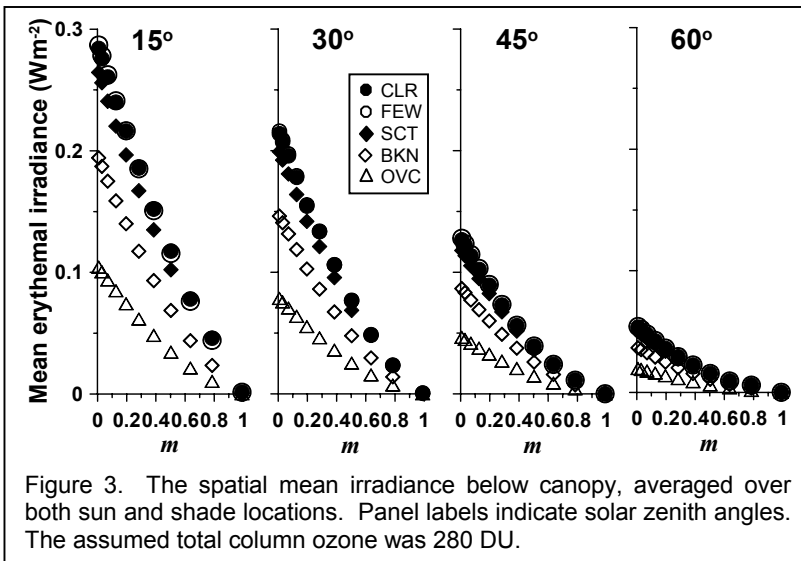 0.3
15º
30º
45º
60º
Mean erythemal irradiance (Wm-2)
CLR
FEW
SCT
BKN
OVC
0.2
0.1
0
0 0.20.40.60.8 1
0 0.20.40.60.8 1
0 0.20.40.60.8 1
0 0.20.40.60.8 1
m
m
m
m
Figure 3. The spatial mean irradiance below canopy, averaged over
both sun and shade locations. Panel labels indicate solar zenith angles.
The assumed total column ozone was 280 DU.